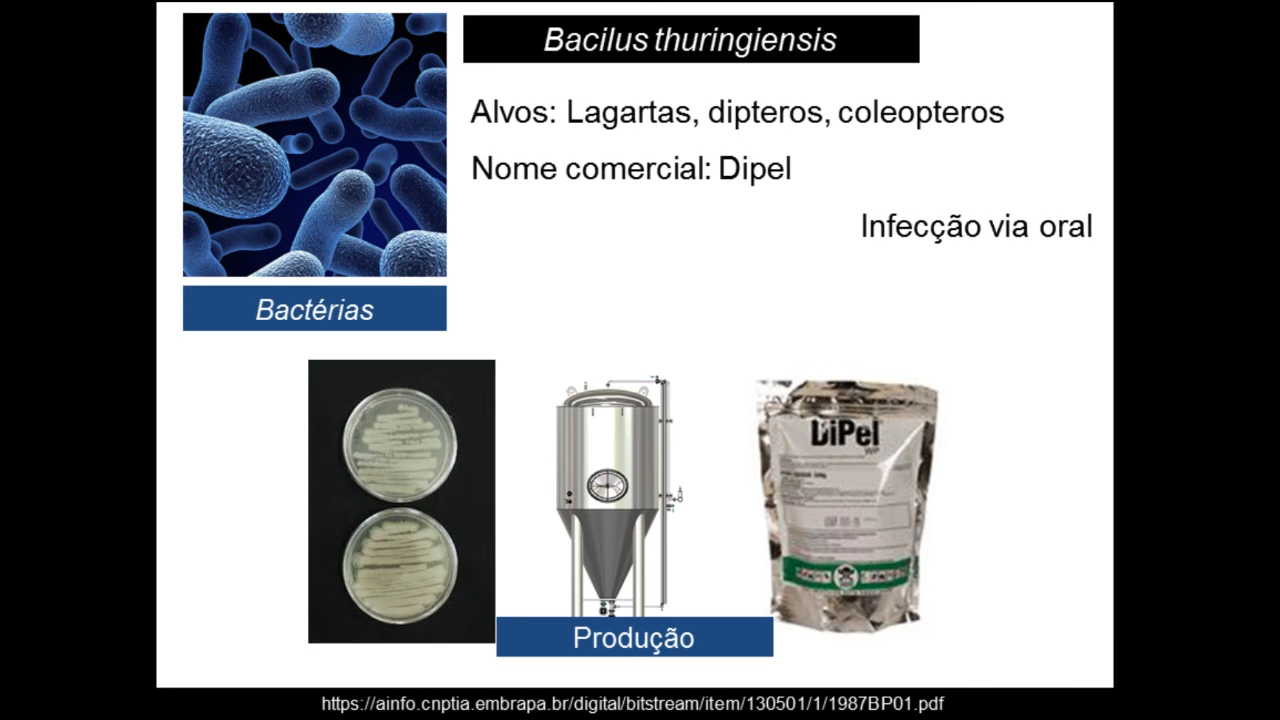 Bacilus thuringiensis
Alvos: Lagartas, dipteros, coleopteros
Nome comercial: Dipel
Infecção via oral
Bactérias
DiPel
WP
Produção
https://ainfo.cnptia.embrapa.br/digital/bitstream/item/130501/1/1987BP01.pdf